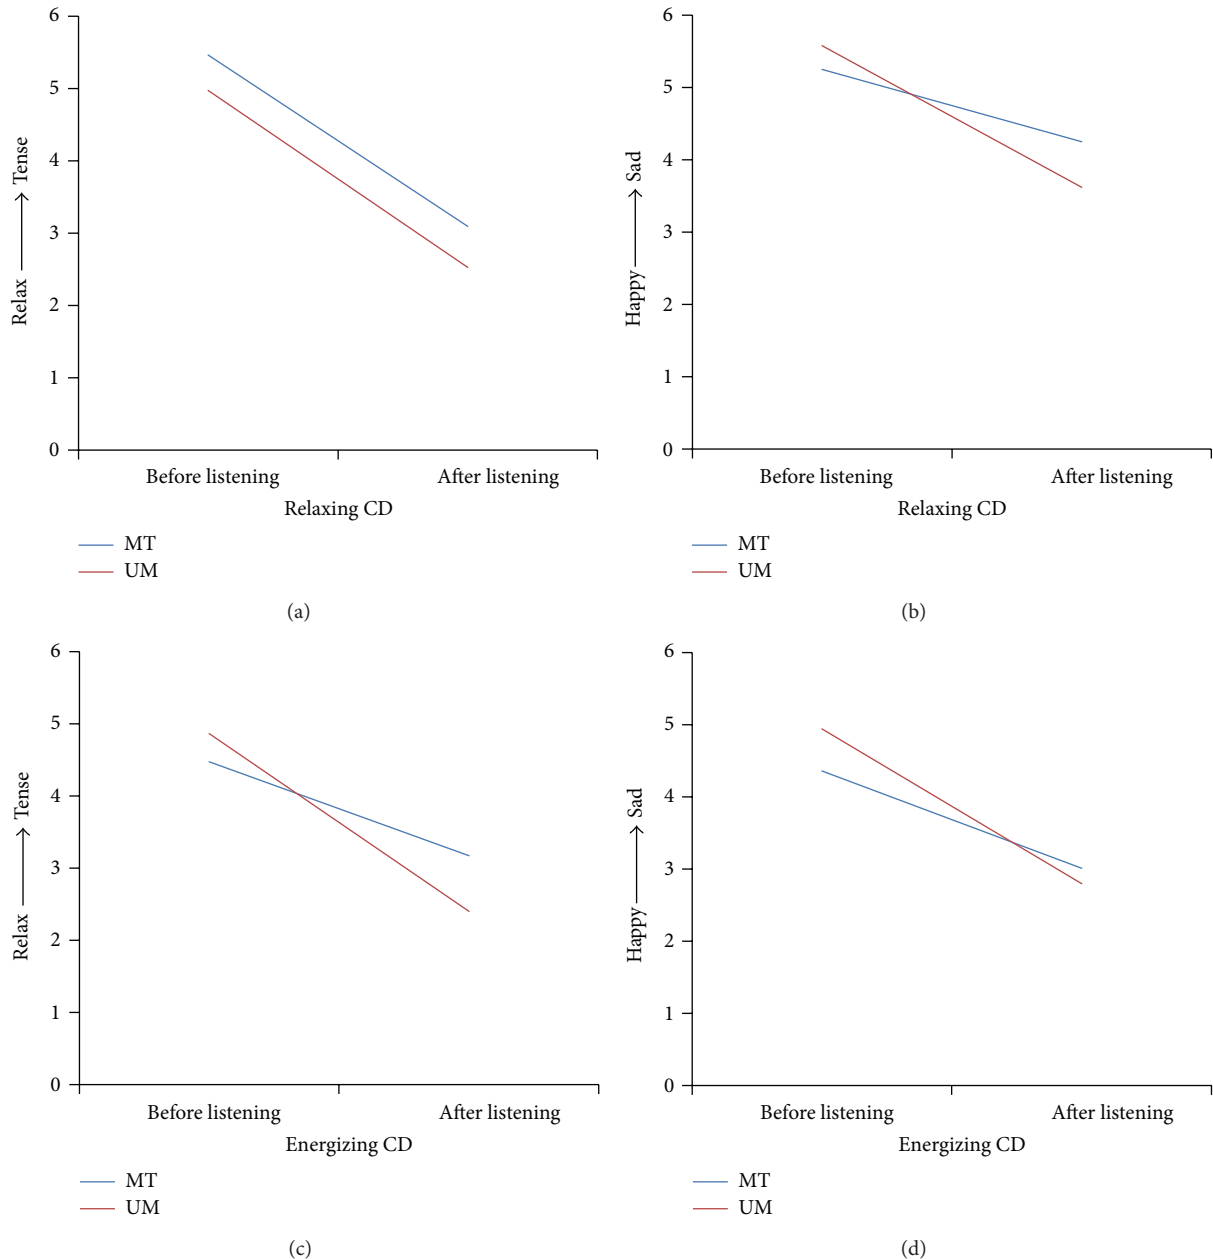 6
5
4
3
2
1
0
Relax ⟶ Tense
Before listening
After listening
Relaxing CD
MT
UM
(a)
6
5
4
3
2
1
0
Happy ⟶ Sad
Before listening
After listening
Relaxing CD
MT
UM
(b)
6
5
4
3
2
1
0
Relax ⟶ Tense
Before listening
After listening
Energizing CD
MT
UM
(c)
6
5
4
3
2
1
0
Happy ⟶ Sad
Before listening
After listening
Energizing CD
MT
UM
(d)